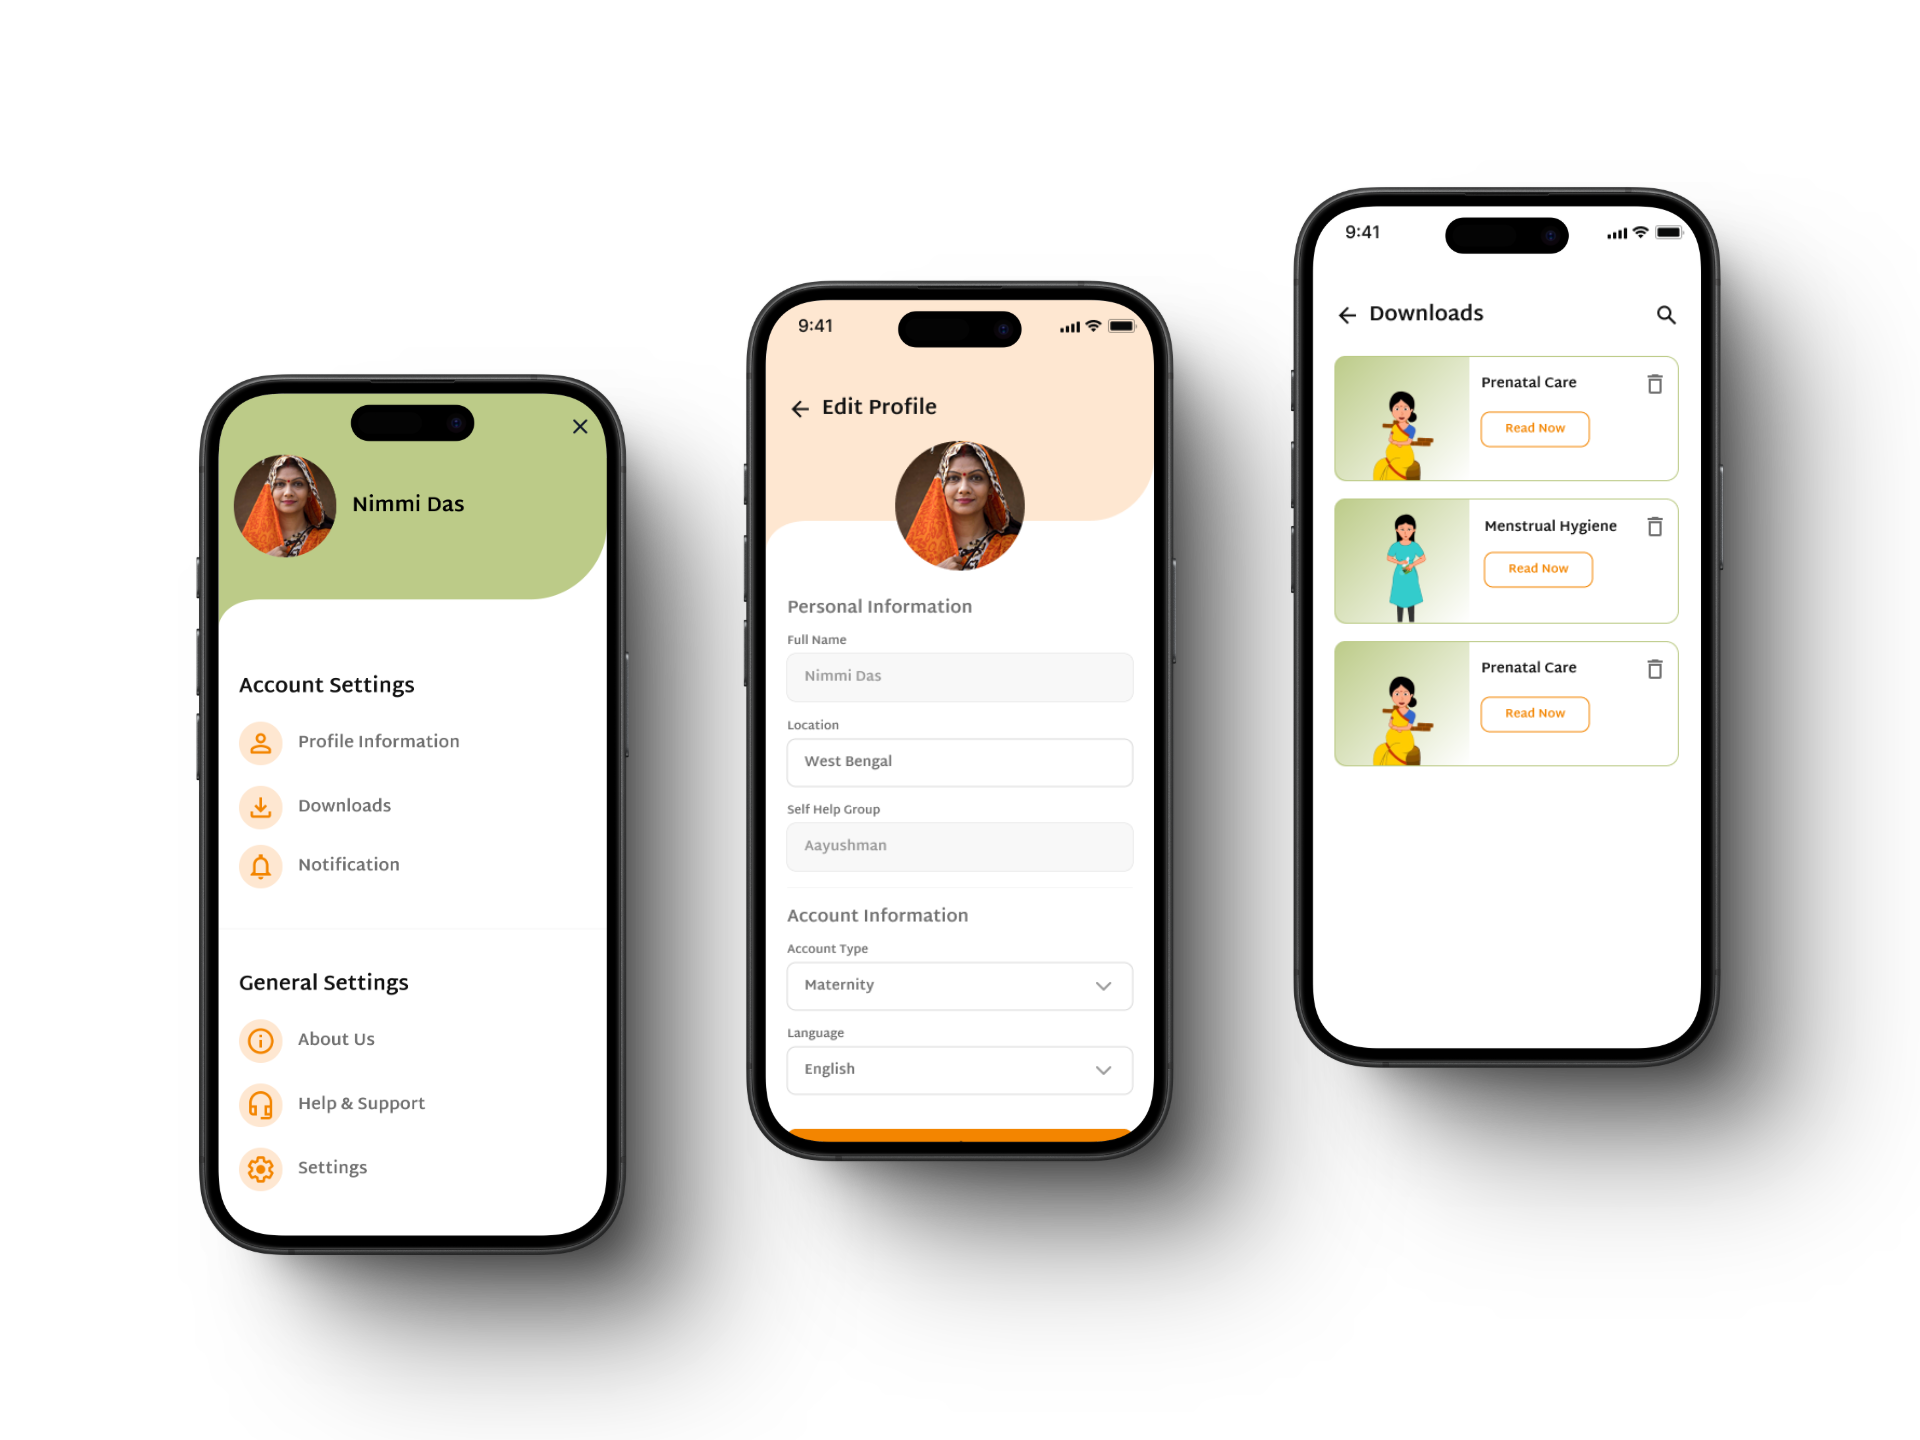 Nimmi Das
Account Settings
Profile Information
Downloads
Notification
General Settings
About Us
Help & Support
Settings
9:41
Edit Profile
Personal Information
Full Name
Nimmi Das
Location
West Bengal
Self Help Group
Aayushman
Account Information
Account Type
Maternity
Language
English
9:41
Downloads
Prenatal Care
Read Now
Menstrual Hygiene
Read Now
Prenatal Care
Read Now